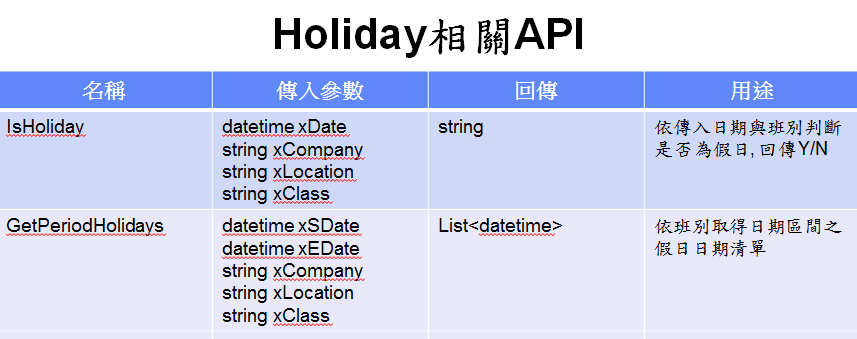 Holiday相關API
名稱 傳入參數 回傳 用途
IsHoliday
datetime xDate
string xCompany
string xLocation
string xClass
string
依傳入日期與班別判斷
是否為假日, 回傳Y/N
GetPeriodHolidays
datetime xSDate
datetime xEDate
string xCompany
string xLocation
string xClass
List<datetime>
依班別取得日期區間之
假日日期清單